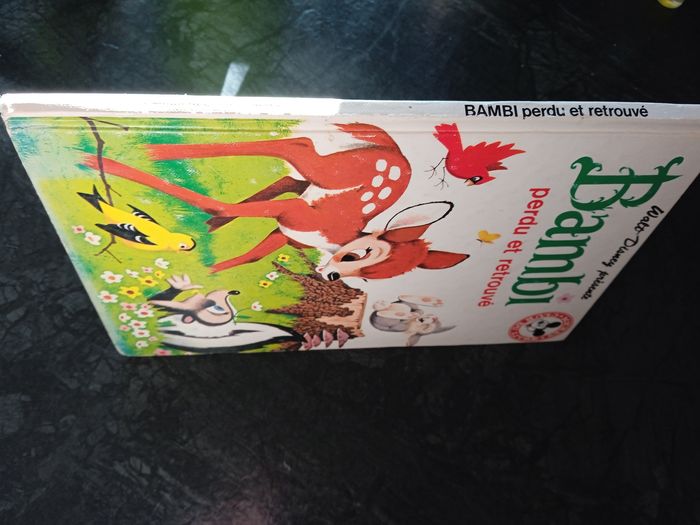 BAMBI perdu et retrouvé
Walt Disney présente
Bambi
perdu et retrouvé